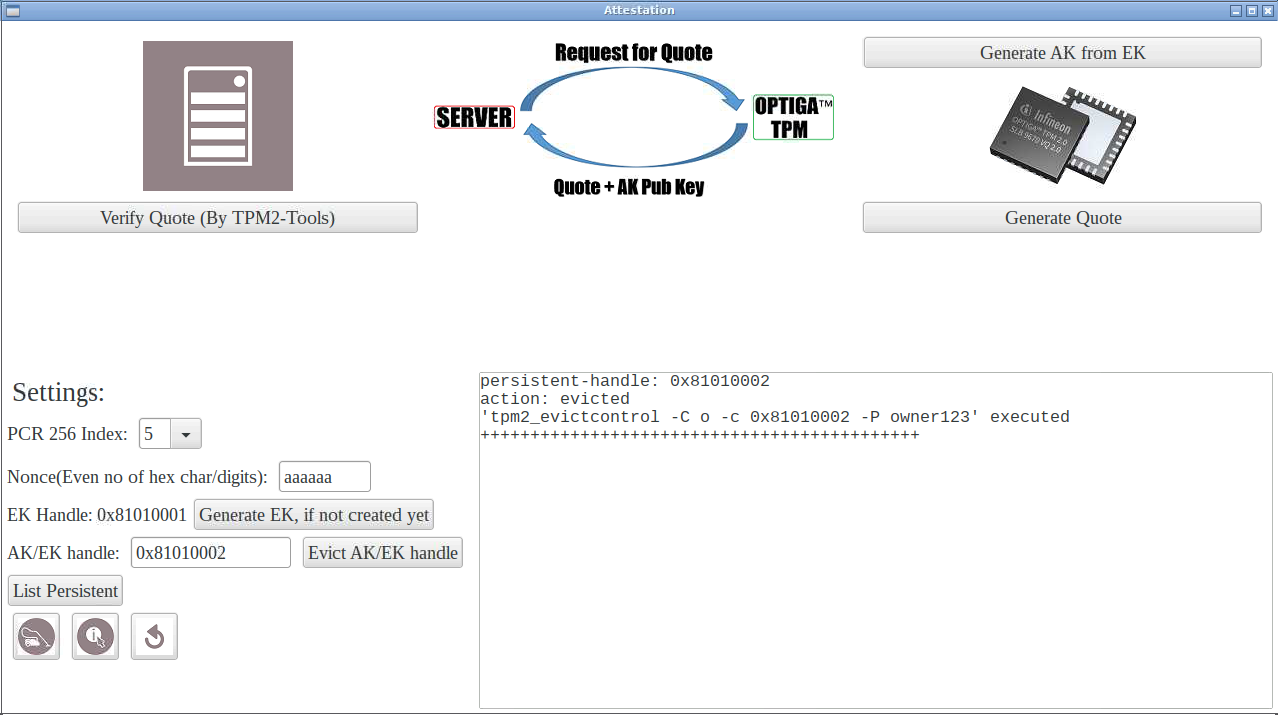 Attestation
Request for Quote
SERVER
OPTIGA™
TPM
Quote + AK Pub Key
Generate AK from EK
Infineon
OPTIGA™ TPM 2.0
SLB 9670 VQ 2.0
Verify Quote (By TPM2-Tools)
Generate Quote
Settings:
PCR 256 Index: 5
Nonce(Even no of hex char/digits): aaaaaa
EK Handle: 0x81010001 Generate EK, if not created yet
AK/EK handle: 0x81010002 Evict AK/EK handle
List Persistent
persistent-handle: 0x81010002
action: evicted
'tpm2_evictcontrol -C o -c 0x81010002 -P owner123' executed
++++++++++++++++++++++++++++++++++++++++++++